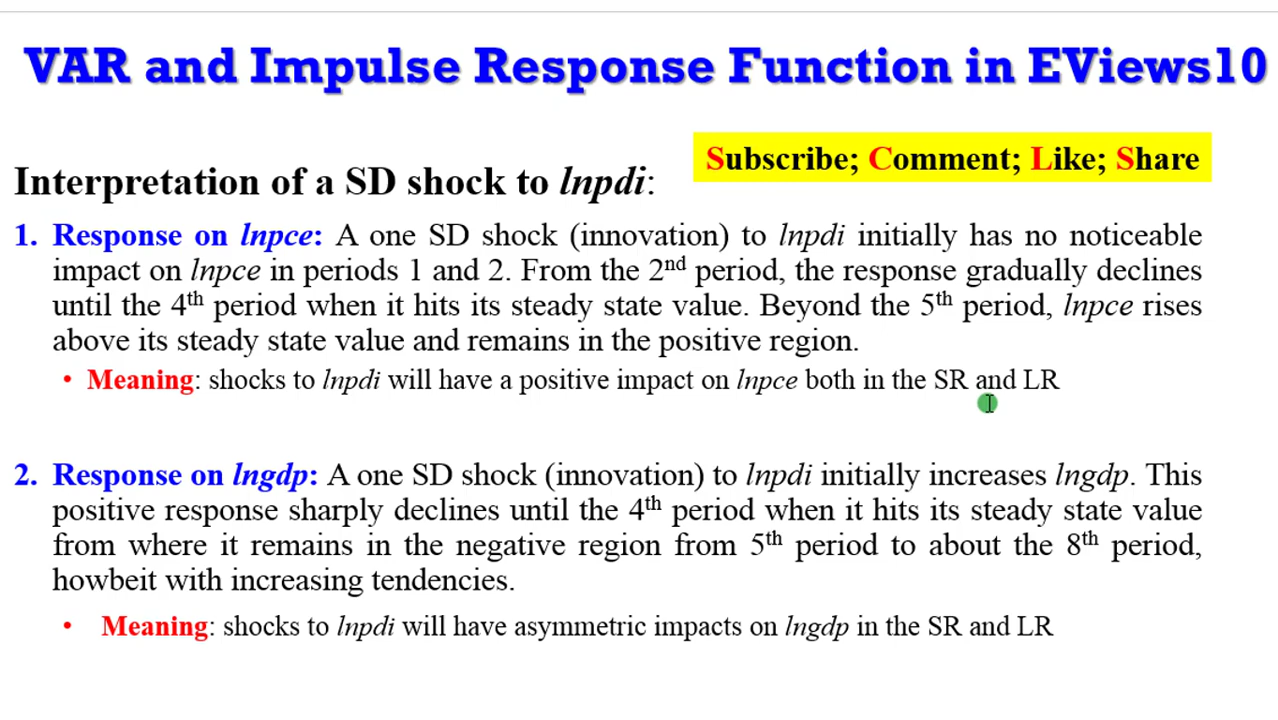 VAR and Impulse Response Function in EViews10
Subscribe; Comment; Like; Share
Interpretation of a SD shock to lnpdi:
1. Response on lnpce: A one SD shock (innovation) to lnpdi initially has no noticeable
impact on lnpce in periods 1 and 2. From the 2nd period, the response gradually declines
until the 4th period when it hits its steady state value. Beyond the 5th period, lnpce rises
above its steady state value and remains in the positive region.
• Meaning: shocks to lnpdi will have a positive impact on lnpce both in the SR and LR
2. Response on lngdp: A one SD shock (innovation) to lnpdi initially increases lngdp. This
positive response sharply declines until the 4th period when it hits its steady state value
from where it remains in the negative region from 5th period to about the 8th period,
howbeit with increasing tendencies.
• Meaning: shocks to lnpdi will have asymmetric impacts on lngdp in the SR and LR